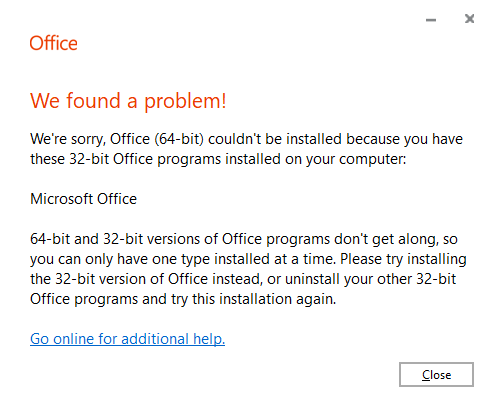 Office
We found a problem!
We're sorry, Office (64-bit) couldn't be installed because you have
these 32-bit Office programs installed on your computer:
Microsoft Office
64-bit and 32-bit versions of Office programs don't get along, so
you can only have one type installed at a time. Please try installing
the 32-bit version of Office instead, or uninstall your other 32-bit
Office programs and try this installation again.
Go online for additional help.
Close